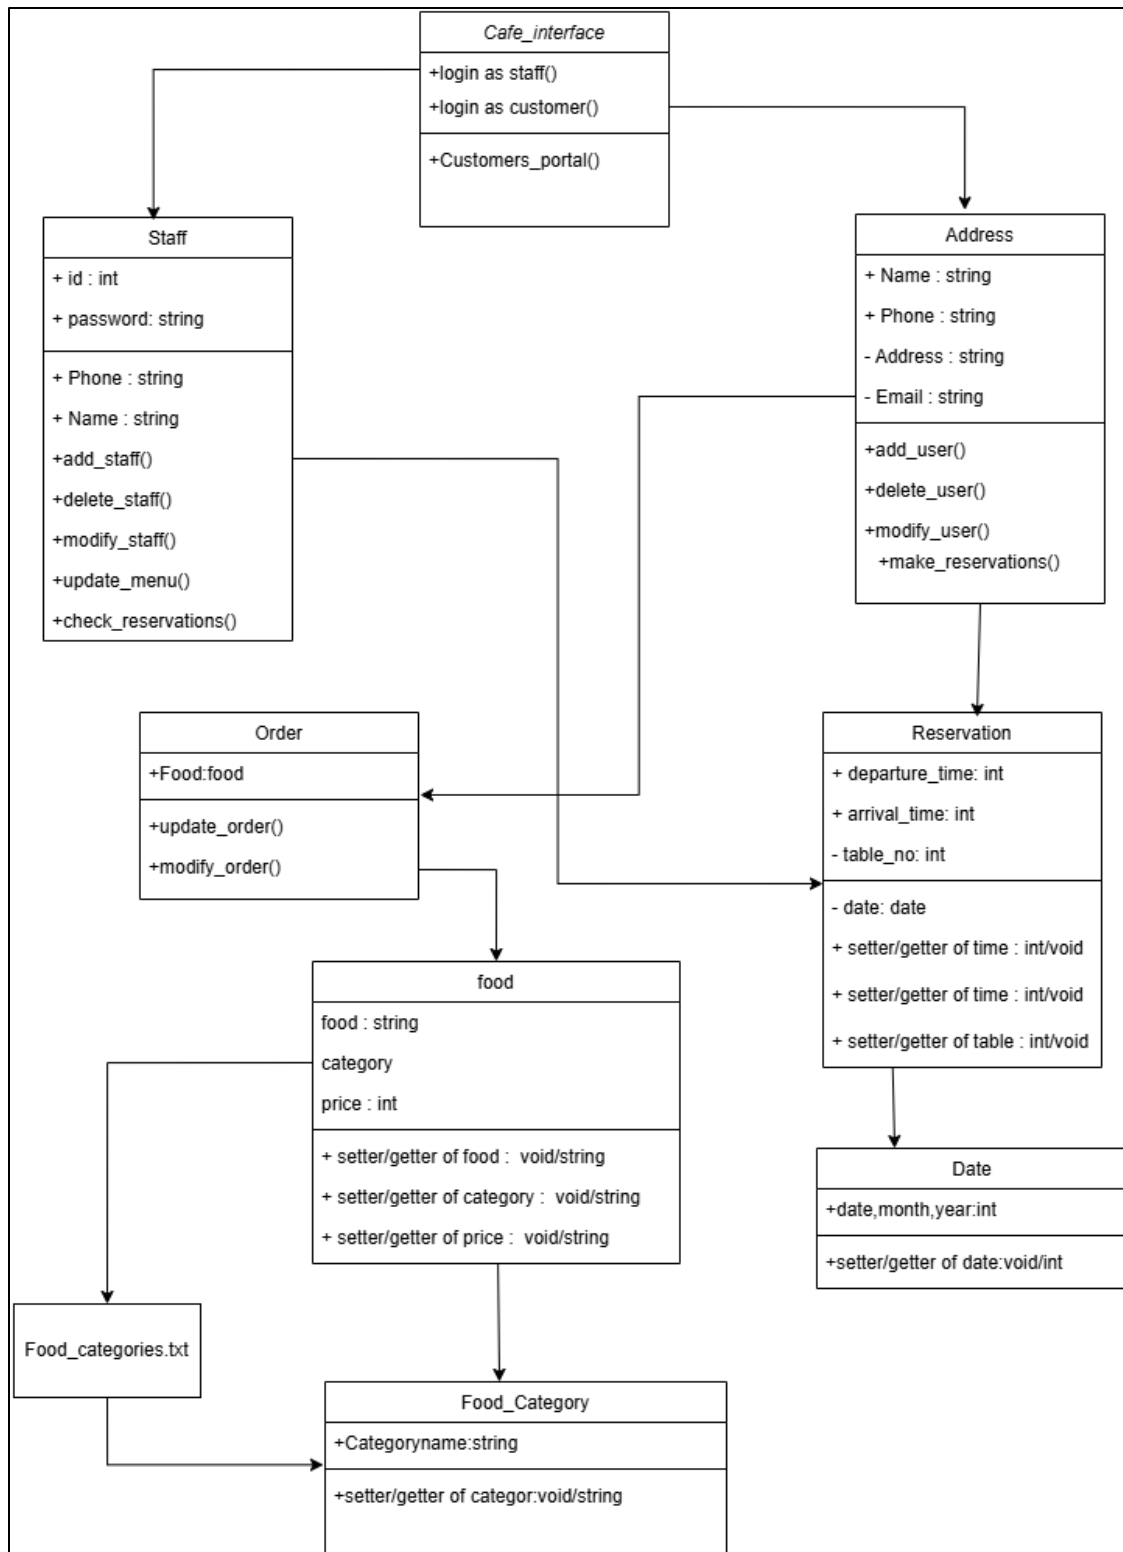 Cafe_interface
+login as staff()
+login as customer()
+Customers_portal()
Staff
+ id : int
+ password: string
+ Phone : string
+ Name : string
+add_staff()
+delete_staff()
+modify_staff()
+update_menu()
+check_reservations()
Address
+ Name : string
+ Phone : string
- Address : string
- Email : string
+add_user()
+delete_user()
+modify_user()
+make_reservations()
Order
+Food:food
+update_order()
+modify_order()
Reservation
+ departure_time: int
+ arrival_time: int
- table_no: int
- date: date
+ setter/getter of time : int/void
+ setter/getter of time : int/void
+ setter/getter of table : int/void
food
food : string
category
price : int
+ setter/getter of food :  void/string
+ setter/getter of category :  void/string
+ setter/getter of price :  void/string
Date
+date,month,year:int
+setter/getter of date:void/int
Food_categories.txt
Food_Category
+Categoryname:string
+setter/getter of categor:void/string